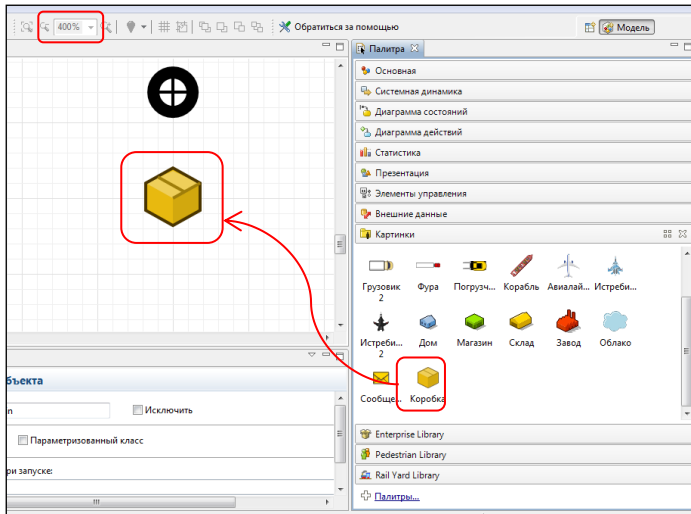 400%
Обратиться за помощью
Модель
Палитра
Основная
Системная динамика
Диаграмма состояний
Диаграмма действий
Статистика
Презентация
Элементы управления
Внешние данные
Картинки
Грузовик 2
Фура
Погрузч...
Корабль
Авиалай...
Истреби...
Истреби... 2
Дом
Магазин
Склад
Завод
Облако
Сообще...
Коробка
Enterprise Library
Pedestrian Library
Rail Yard Library
Палитры...
бъекта
Исключить
Параметризованный класс
ри запуске: